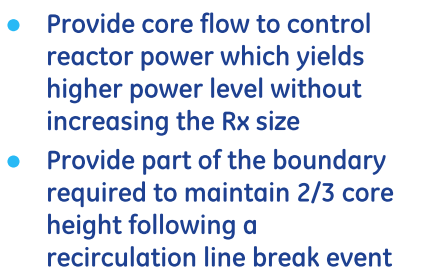 • Provide core flow to control
reactor power which yields
higher power level without
increasing the Rx size
• Provide part of the boundary
required to maintain 2/3 core
height following a
recirculation line break event